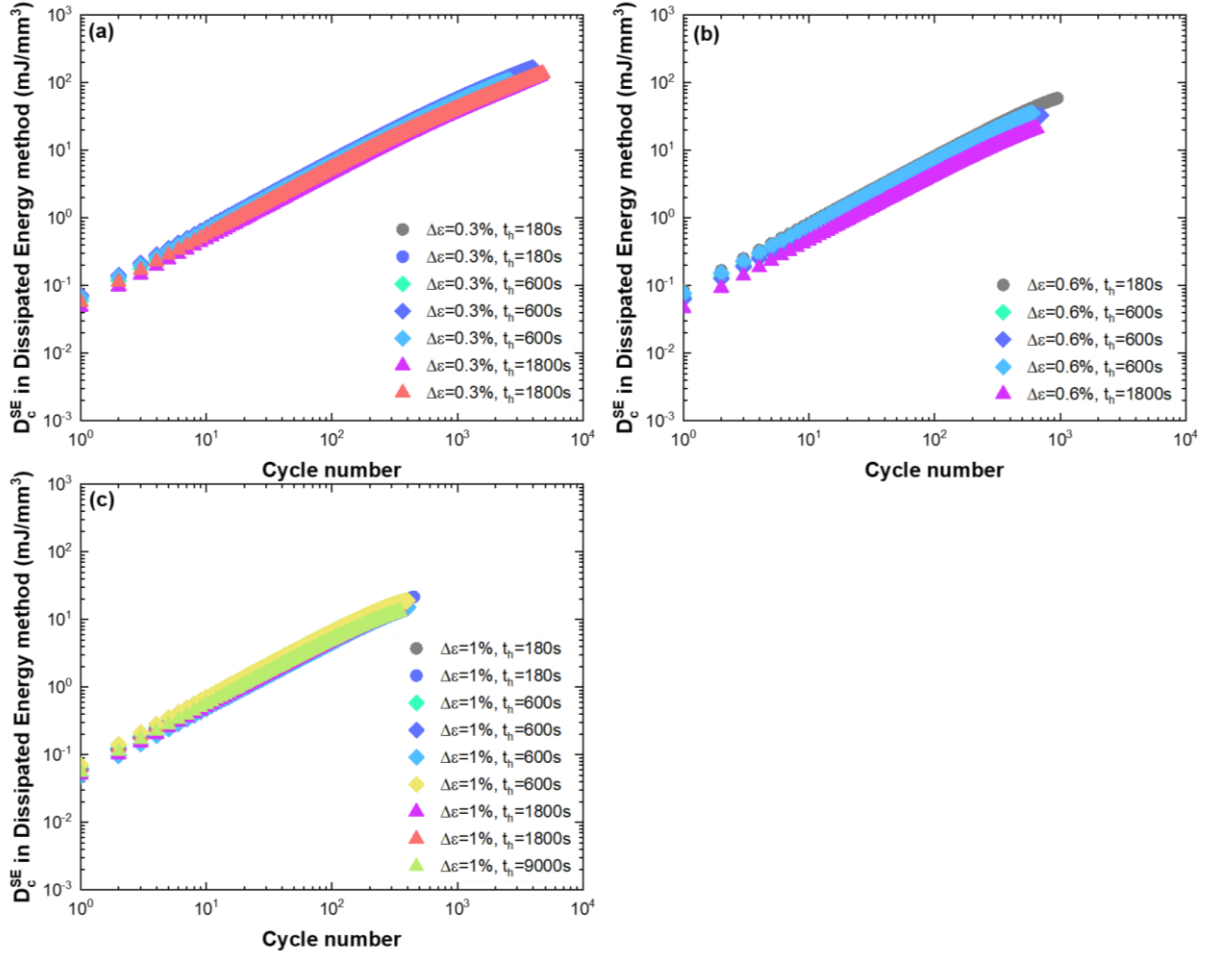 (a)
D_c^SE in Dissipated Energy method (mJ/mm³)
10³
10²
10¹
10⁰
10⁻¹
10⁻²
10⁻³
Δε=0.3%, t_h=180s
Δε=0.3%, t_h=180s
Δε=0.3%, t_h=600s
Δε=0.3%, t_h=600s
Δε=0.3%, t_h=600s
Δε=0.3%, t_h=1800s
Δε=0.3%, t_h=1800s
10⁰ 10¹ 10² 10³ 10⁴
Cycle number
(b)
D_c^SE in Dissipated Energy method (mJ/mm³)
10³
10²
10¹
10⁰
10⁻¹
10⁻²
10⁻³
Δε=0.6%, t_h=180s
Δε=0.6%, t_h=600s
Δε=0.6%, t_h=600s
Δε=0.6%, t_h=600s
Δε=0.6%, t_h=1800s
10⁰ 10¹ 10² 10³ 10⁴
Cycle number
(c)
D_c^SE in Dissipated Energy method (mJ/mm³)
10³
10²
10¹
10⁰
10⁻¹
10⁻²
10⁻³
Δε=1%, t_h=180s
Δε=1%, t_h=180s
Δε=1%, t_h=600s
Δε=1%, t_h=600s
Δε=1%, t_h=600s
Δε=1%, t_h=600s
Δε=1%, t_h=1800s
Δε=1%, t_h=1800s
Δε=1%, t_h=9000s
10⁰ 10¹ 10² 10³ 10⁴
Cycle number